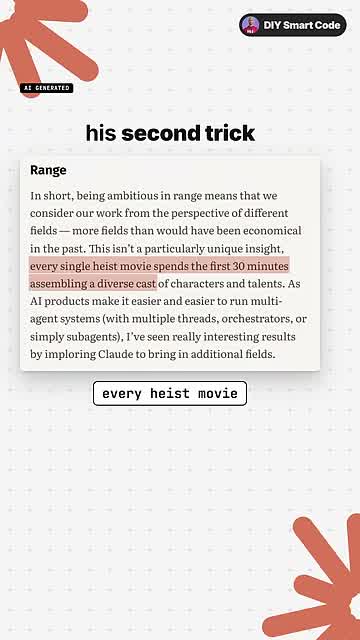 DIY Smart Code
AI GENERATED
his second trick
Range
In short, being ambitious in range means that we
consider our work from the perspective of different
fields — more fields than would have been economical
in the past. This isn't a particularly unique insight,
every single heist movie spends the first 30 minutes
assembling a diverse cast of characters and talents. As
AI products make it easier and easier to run multi-
agent systems (with multiple threads, orchestrators, or
simply subagents), I've seen really interesting results
by imploring Claude to bring in additional fields.
every heist movie